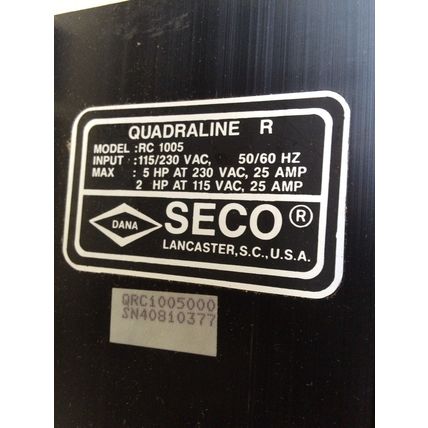 QUADRALINE R
MODEL :RC 1005
INPUT :115/230 VAC, 50/60 HZ
MAX : 5 HP AT 230 VAC, 25 AMP
2 HP AT 115 VAC, 25 AMP
DANA
SECO®
LANCASTER,S.C.,U.S.A.
QRC1005000
SN40810377